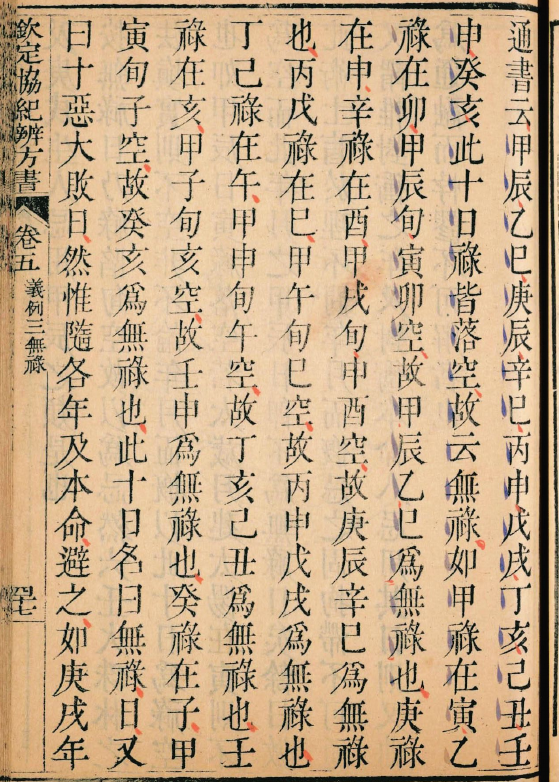 通書云甲辰乙巳庚辰辛巳丙申戊戌丁亥己丑壬
申癸亥此十日祿皆落空故云無祿如甲祿在寅乙
祿在卯甲辰旬寅卯空故甲辰乙巳爲無祿也庚祿
在申辛祿在酉甲戌旬申酉空故庚辰辛巳爲無祿
也丙戊祿在巳甲午旬巳空故丙申戊戌爲無祿也
丁己祿在午甲申旬午空故丁亥己丑爲無祿也壬
祿在亥甲子旬亥空故壬申爲無祿也癸祿在子甲
寅旬子空故癸亥爲無祿也此十日名曰無祿日又
曰十惡大敗日然惟隨各年及本命避之如庚戌年
欽定協紀辨方書 卷五 義例三無祿